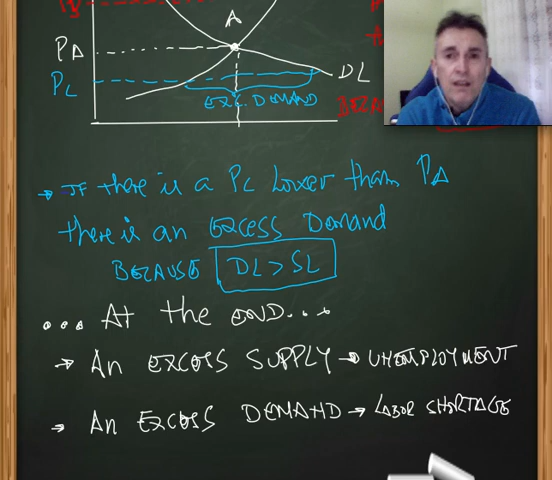 A
PA
DL
PL
EXC. DEMAND
BECAU
→ IF there is a PL Lower than PA
there is an EXCESS Demand
BECAUSE DL > SL
... At the END...
→ An EXCESS SUPPLY → UNEMPLOYMENT
→ An EXCESS DEMAND → LABOR SHORTAGE